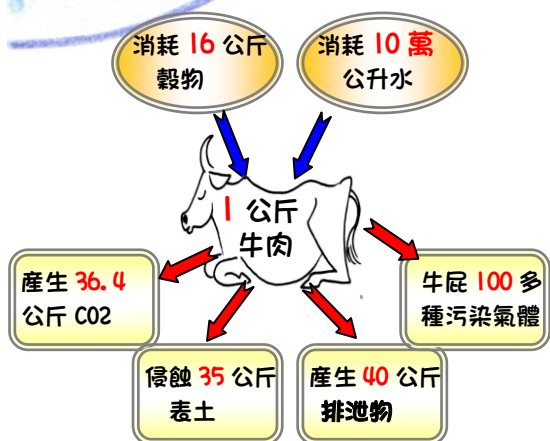 消耗 16 公斤
穀物
消耗 10 萬
公升水
1 公斤
牛肉
產生 36.4
公斤 CO2
牛屁 100 多
種污染氣體
侵蝕 35 公斤
表土
產生 40 公斤
排泄物